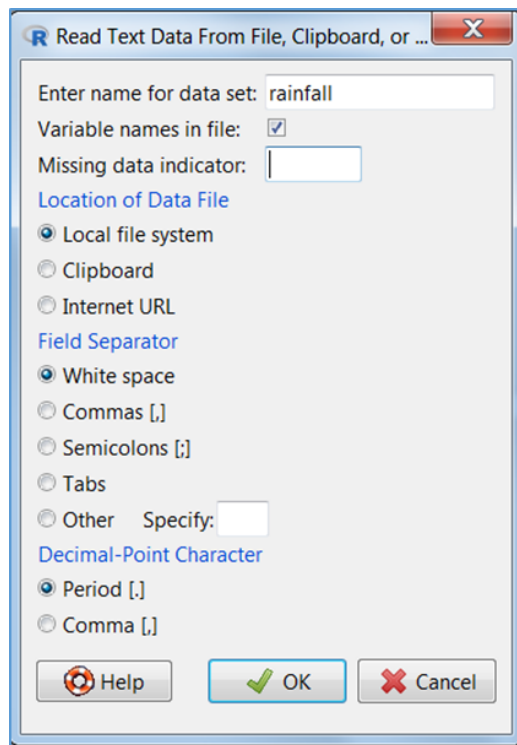 R Read Text Data From File, Clipboard, or ...
Enter name for data set: rainfall
Variable names in file:
Missing data indicator:
Location of Data File
Local file system
Clipboard
Internet URL
Field Separator
White space
Commas [,]
Semicolons [;]
Tabs
Other Specify:
Decimal-Point Character
Period [.]
Comma [,]
Help OK Cancel